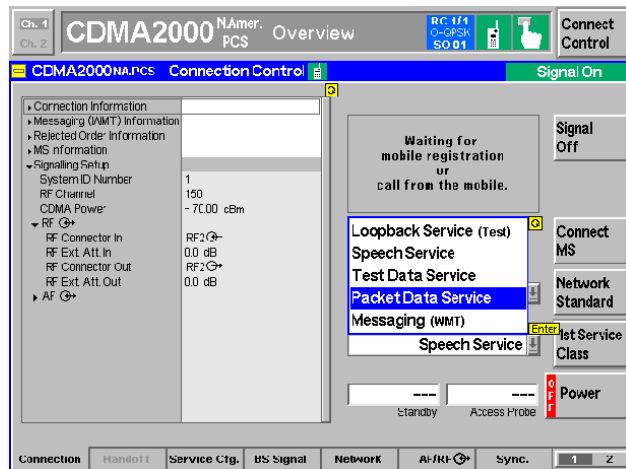 Ch. 1
Ch. 2
CDMA2000 N.Amer. PCS Overview
RC 1/1
O-QPSK
SO 01
Connect Control
CDMA2000 NA.PCS Connection Control
Signal On
Connection Information
Messaging (WMT) Information
Rejected Order Information
MS Information
Signalling Setup
System ID Number 1
RF Channel 150
CDMA Power - 70.00 dBm
RF
RF Connector In RF2
RF Ext. Att. In 0.0 dB
RF Connector Out RF2
RF Ext. Att. Out 0.0 dB
AF
Waiting for
mobile registration
or
call from the mobile.
Loopback Service (Test)
Speech Service
Test Data Service
Packet Data Service
Messaging (WMT)
Enter
Speech Service
--- ---
Standby Access Probe
Signal Off
Connect MS
Network Standard
1st Service Class
OFF
Power
Connection Handoff Service Cfg. BS Signal Network AF/RF Sync. 1 2